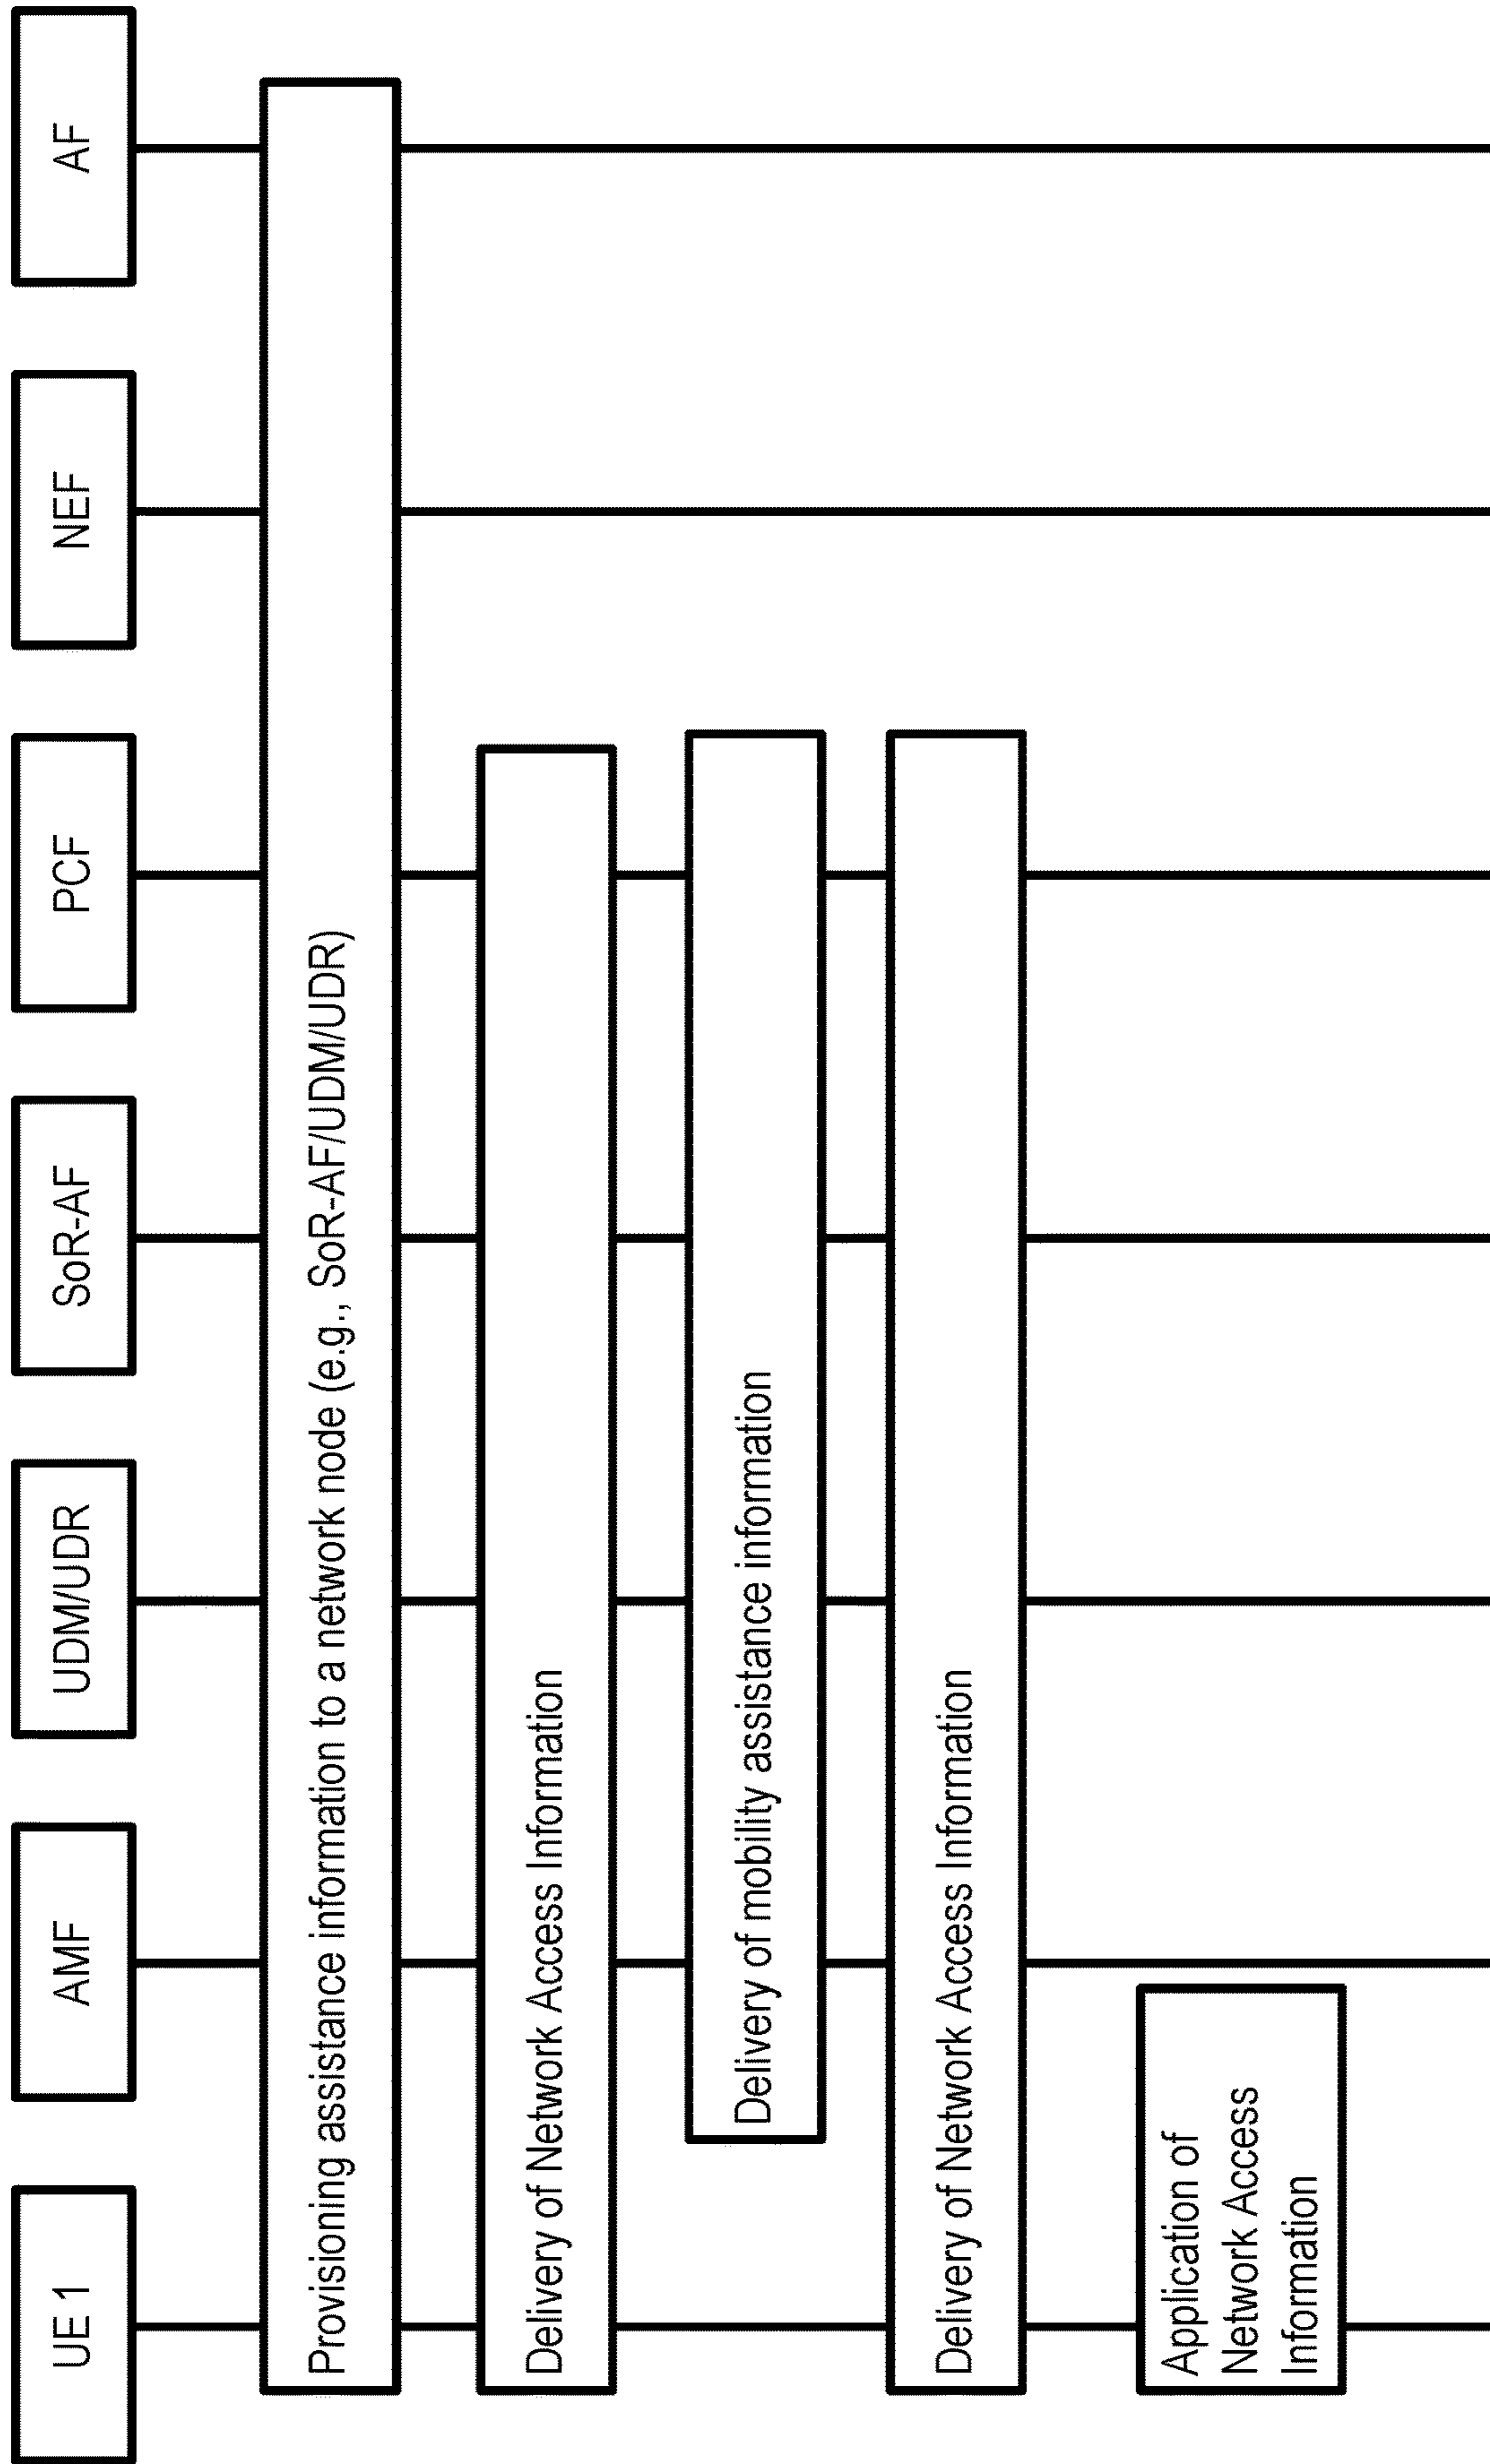 UE 1
AMF
UDM/UDR
SoR-AF
PCF
NEF
AF
Provisioning assistance information to a network node (e.g., SoR-AF/UDM/UDR)
Delivery of Network Access Information
Delivery of mobility assistance information
Delivery of Network Access Information
Application of
Network Access
Information